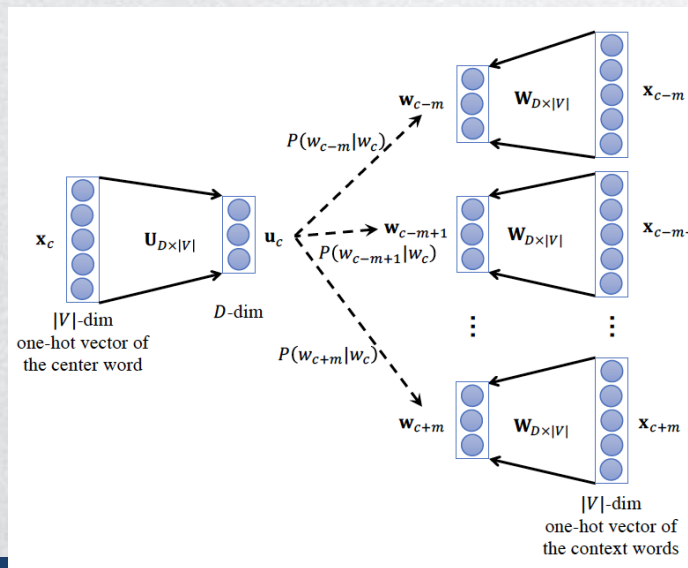 w_{c−m}
W_{D×|V|}
x_{c−m}
P(w_{c−m}|w_c)
x_c
U_{D×|V|}
u_c
w_{c−m+1}
W_{D×|V|}
x_{c−m-
P(w_{c−m+1}|w_c)
D-dim
|V|-dim
one-hot vector of
the center word
⋮
⋮
P(w_{c+m}|w_c)
w_{c+m}
W_{D×|V|}
x_{c+m}
|V|-dim
one-hot vector of
the context words